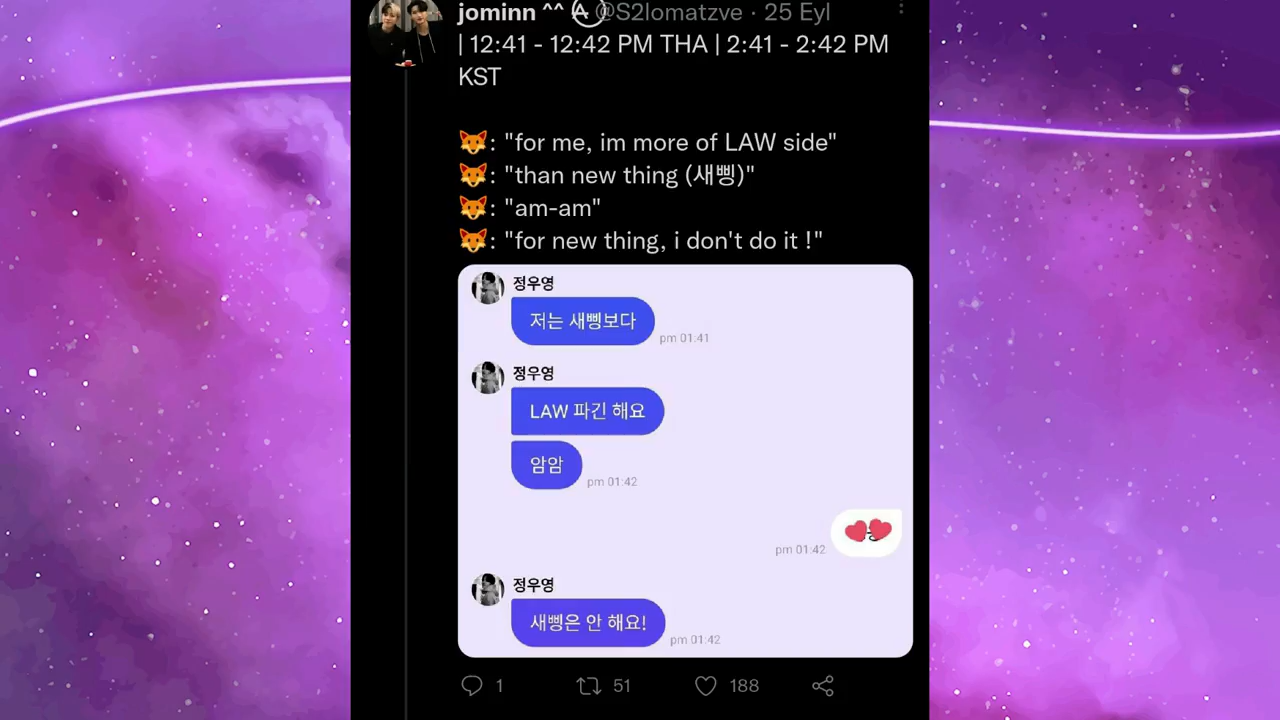 jominn ^^ A @S2lomatzve · 25 Eyl
| 12:41 - 12:42 PM THA | 2:41 - 2:42 PM
KST
🦊: "for me, im more of LAW side"
🦊: "than new thing (새삥)"
🦊: "am-am"
🦊: "for new thing, i don't do it !"
정우영
저는 새삥보다
pm 01:41
정우영
LAW 파긴 해요
암암
pm 01:42
pm 01:42
정우영
새삥은 안 해요!
pm 01:42
1 51 188